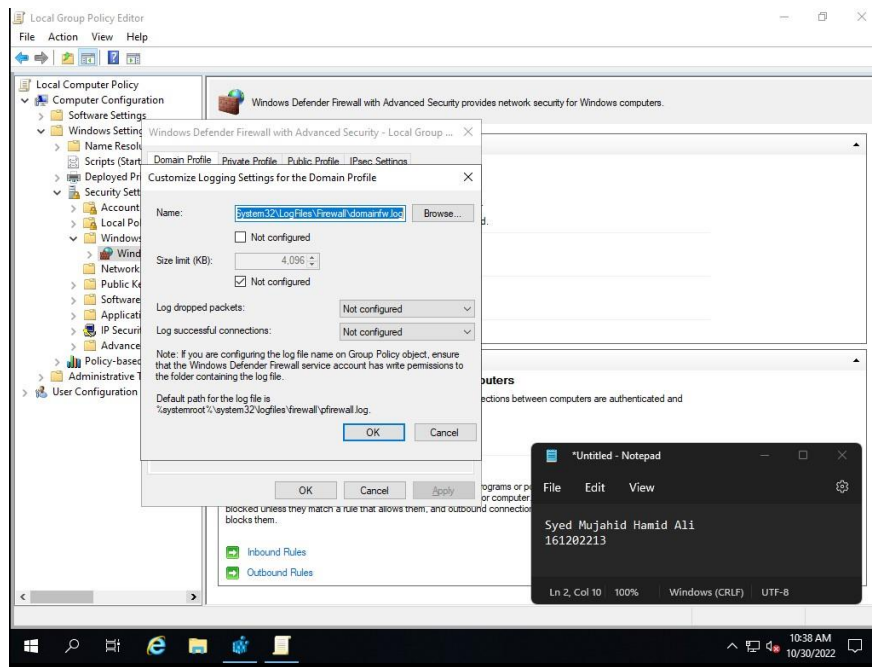 Local Group Policy Editor
File Action View Help
Local Computer Policy
Computer Configuration
Software Settings
Windows Setting
Name Resolu
Scripts (Start
Deployed Pri
Security Sett
Account
Local Pol
Windows
Wind
Network
Public Ke
Software
Applicati
IP Securit
Advance
Policy-based
Administrative T
User Configuration
Windows Defender Firewall with Advanced Security provides network security for Windows computers.
Windows Defender Firewall with Advanced Security - Local Group ...
Domain Profile Private Profile Public Profile IPsec Settings
Customize Logging Settings for the Domain Profile
Name: System32\LogFiles\Firewall\domainfw.log Browse...
Not configured
Size limit (KB): 4,096
Not configured
Log dropped packets: Not configured
Log successful connections: Not configured
Note: If you are configuring the log file name on Group Policy object, ensure
that the Windows Defender Firewall service account has write permissions to
the folder containing the log file.
Default path for the log file is
%systemroot%\system32\logfiles\firewall\pfirewall.log.
OK Cancel
OK Cancel Apply
d.
puters
ections between computers are authenticated and
rograms or p
or computer.
blocked unless they match a rule that allows them, and outbound connection
blocks them.
Inbound Rules
Outbound Rules
*Untitled - Notepad
File Edit View
Syed Mujahid Hamid Ali
161202213
Ln 2, Col 10 100% Windows (CRLF) UTF-8
10:38 AM
10/30/2022